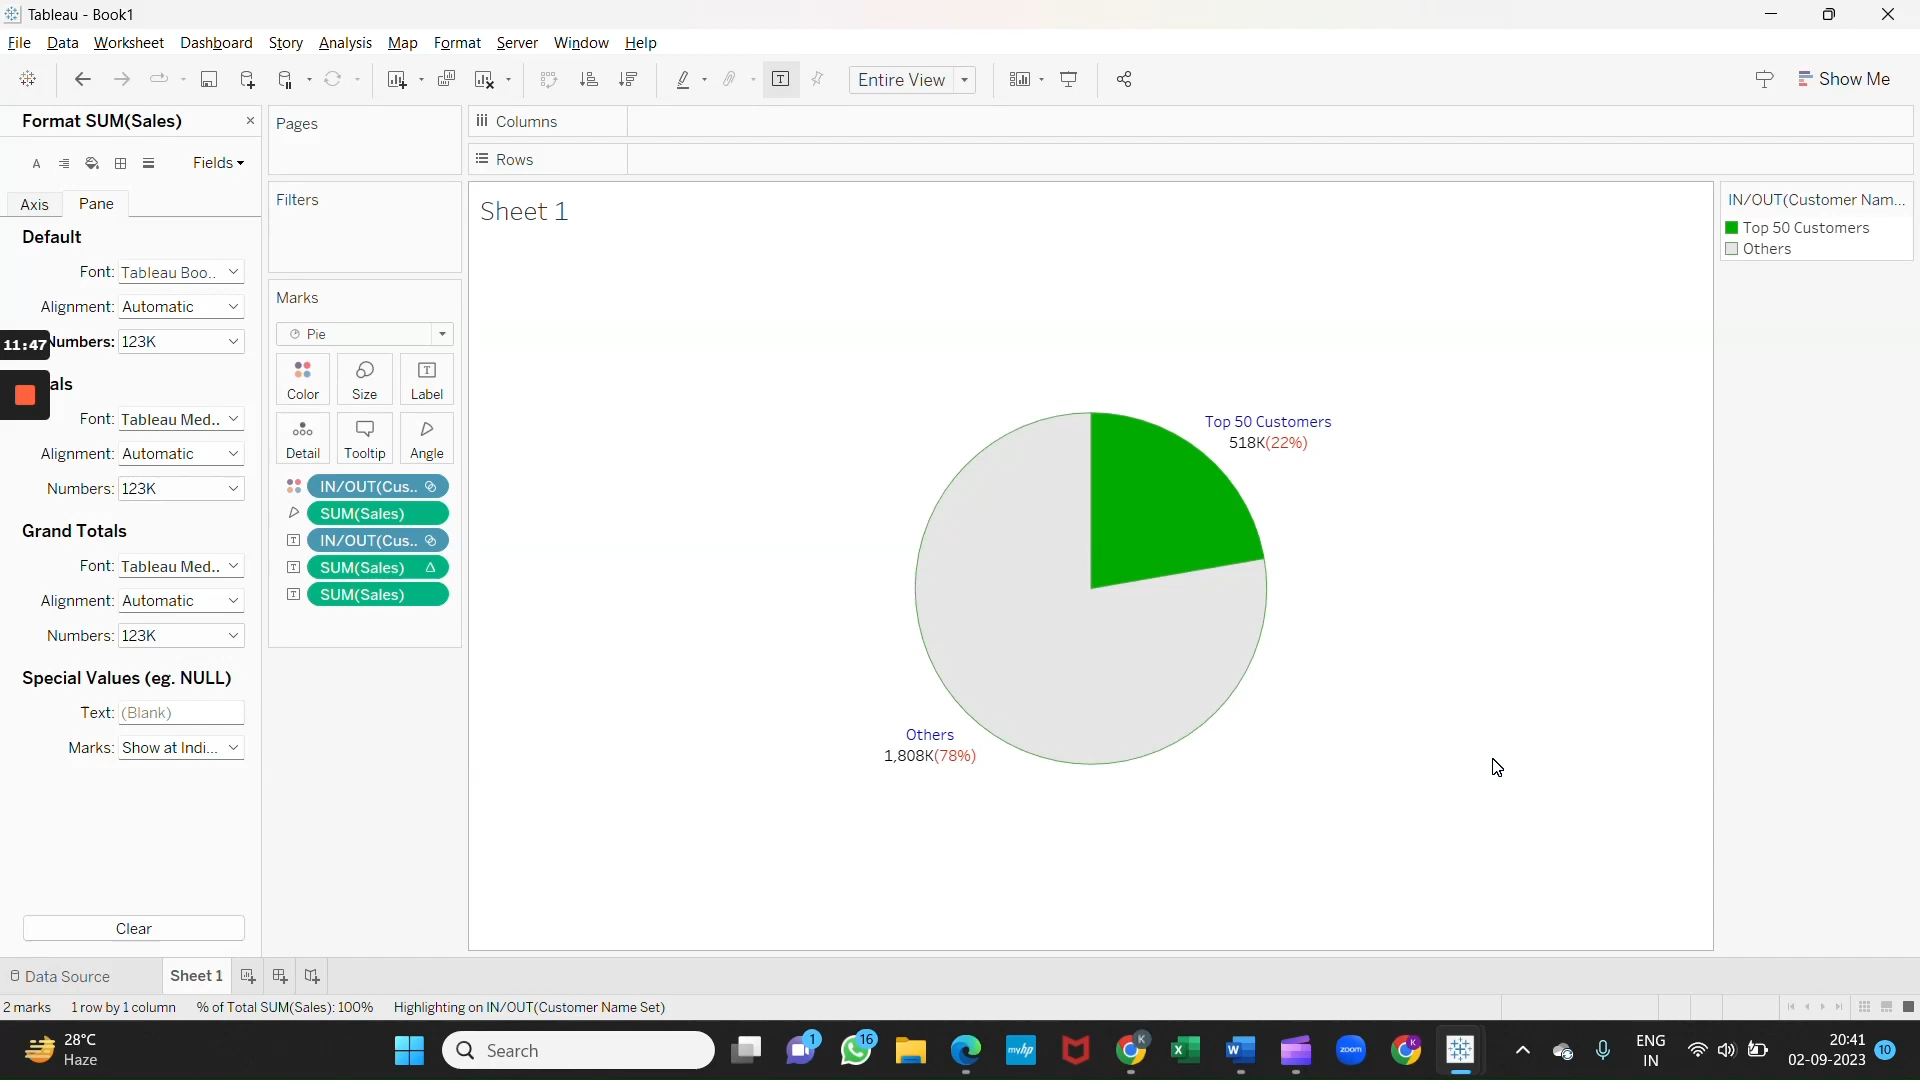 Tableau - Book1
File Data Worksheet Dashboard Story Analysis Map Format Server Window Help
Entire View
Show Me
Format SUM(Sales)
Fields
Axis Pane
Default
Font: Tableau Boo..
Alignment: Automatic
Numbers: 123K
11:47
als
Font: Tableau Med..
Alignment: Automatic
Numbers: 123K
Grand Totals
Font: Tableau Med..
Alignment: Automatic
Numbers: 123K
Special Values (eg. NULL)
Text: (Blank)
Marks: Show at Indi...
Clear
Pages
Filters
Marks
Pie
Color Size Label
Detail Tooltip Angle
IN/OUT(Cus..
SUM(Sales)
IN/OUT(Cus..
SUM(Sales)
SUM(Sales)
Columns
Rows
Sheet 1
Top 50 Customers
518K(22%)
Others
1,808K(78%)
IN/OUT(Customer Nam...
Top 50 Customers
Others
Data Source Sheet 1
2 marks 1 row by 1 column % of Total SUM(Sales): 100% Highlighting on IN/OUT(Customer Name Set)
28°C
Haze
Search
1
16
myhp
K
W
zoom
K
ENG
IN
20:41
02-09-2023
10